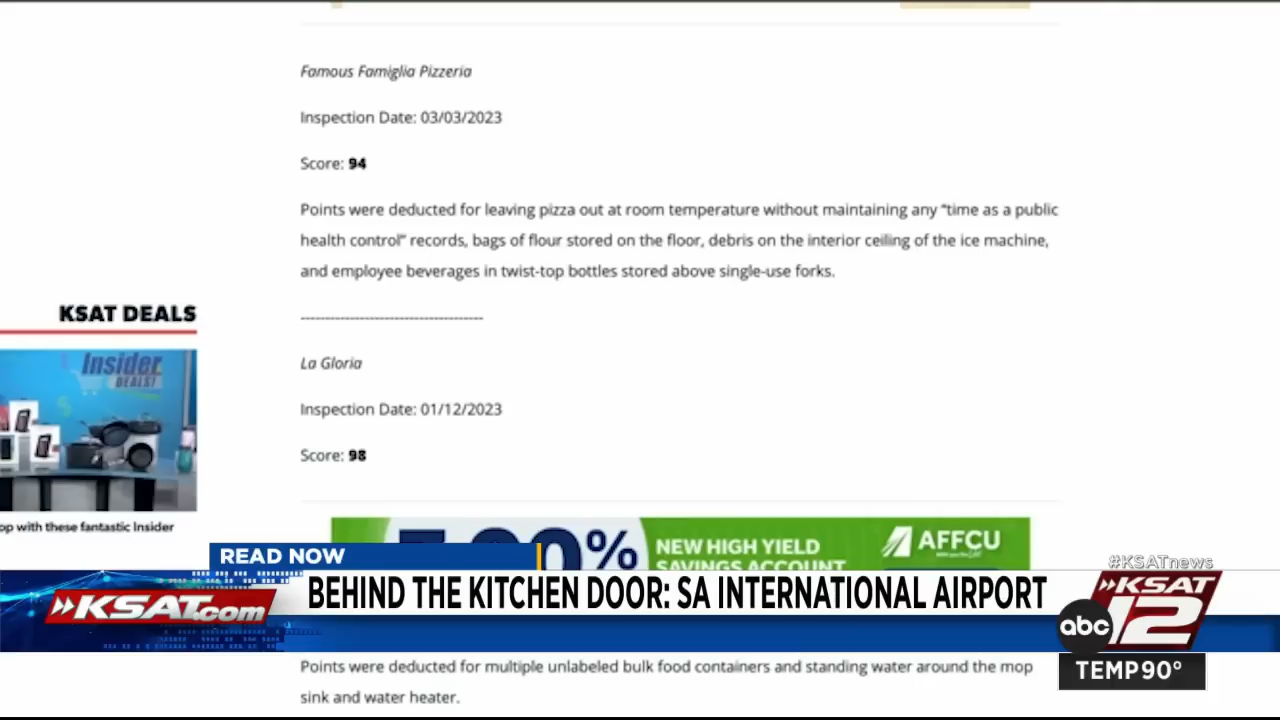 Famous Famiglia Pizzeria
Inspection Date: 03/03/2023
Score: 94
Points were deducted for leaving pizza out at room temperature without maintaining any “time as a public
health control” records, bags of flour stored on the floor, debris on the interior ceiling of the ice machine,
and employee beverages in twist-top bottles stored above single-use forks.
------------------------------------
La Gloria
Inspection Date: 01/12/2023
Score: 98
KSAT DEALS
Insider
DEALS!
op with these fantastic Insider
%
NEW HIGH YIELD
SAVINGS ACCOUNT
AFFCU
READ NOW
#KSATnews
KSAT.com
BEHIND THE KITCHEN DOOR: SA INTERNATIONAL AIRPORT
abc
KSAT
12
TEMP 90°
Points were deducted for multiple unlabeled bulk food containers and standing water around the mop
sink and water heater.